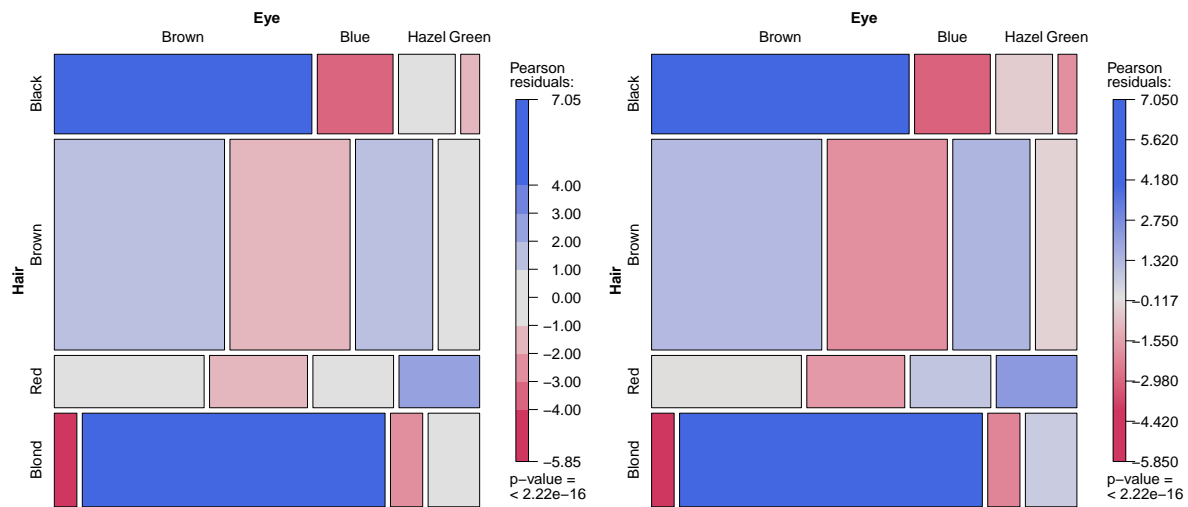 Eye
Brown Blue Hazel Green
Hair
Black
Brown
Red
Blond
Pearson
residuals:
7.05
4.00
3.00
2.00
1.00
0.00
−1.00
−2.00
−3.00
−4.00
−5.85
p−value =
< 2.22e−16
Eye
Brown Blue Hazel Green
Hair
Black
Brown
Red
Blond
Pearson
residuals:
7.050
5.620
4.180
2.750
1.320
−0.117
−1.550
−2.980
−4.420
−5.850
p−value =
< 2.22e−16